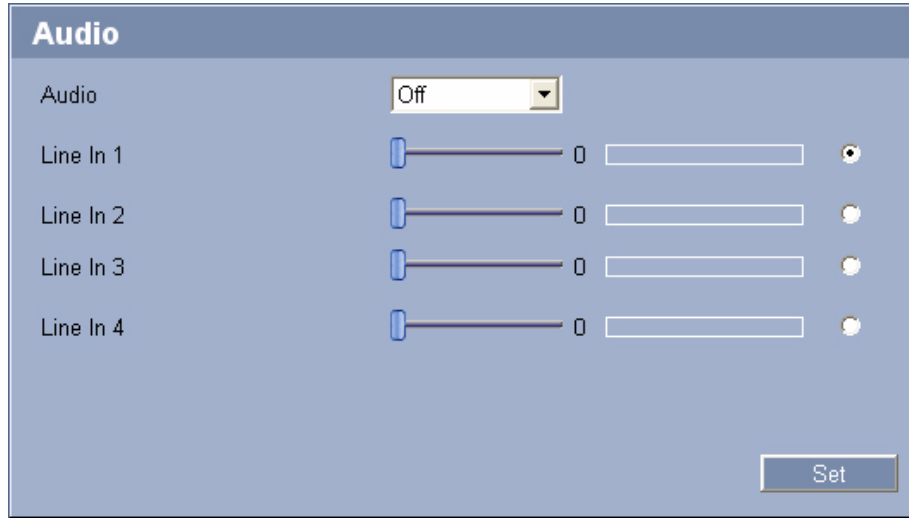 Audio
Audio Off
Line In 1 0
Line In 2 0
Line In 3 0
Line In 4 0
Set